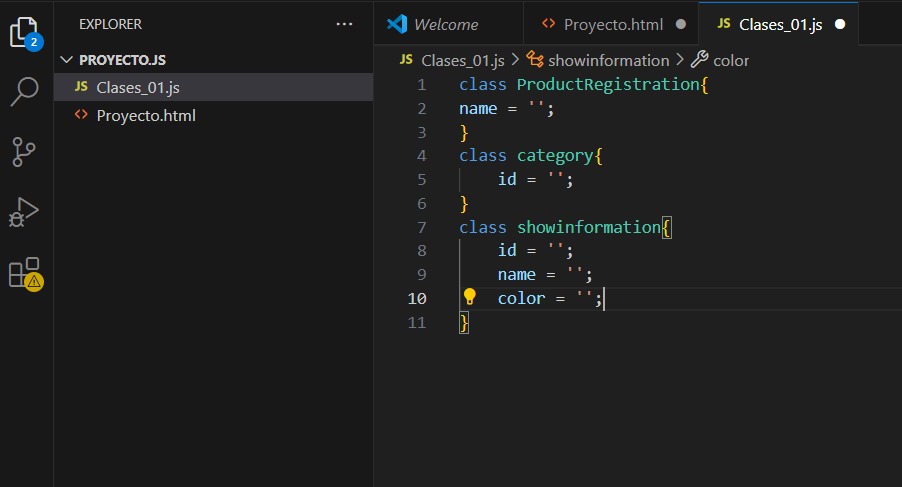 2
EXPLORER
PROYECTO.JS
JS Clases_01.js
<> Proyecto.html
Welcome
<> Proyecto.html
JS Clases_01.js
JS Clases_01.js > showinformation > color
1 class ProductRegistration{
2 name = '';
3 }
4 class category{
5     id = '';
6 }
7 class showinformation{
8     id = '';
9     name = '';
10     color = '';
11 }